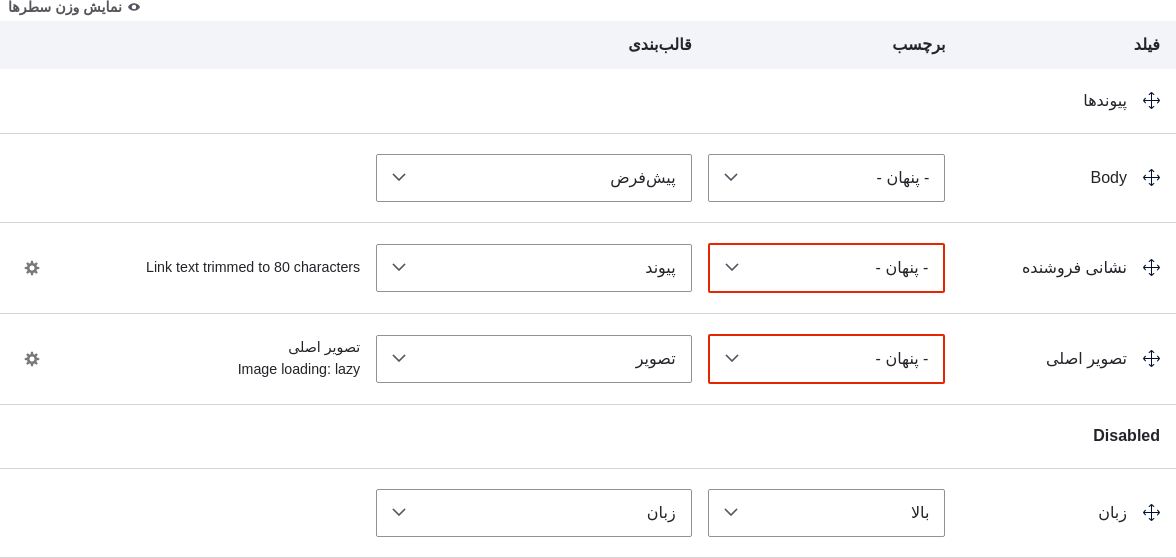 نمایش وزن سطرها
فیلد برچسب قالب‌بندی
پیوندها
Body - پنهان - پیش‌فرض
نشانی فروشنده - پنهان - پیوند Link text trimmed to 80 characters
تصویر اصلی - پنهان - تصویر تصویر اصلی
Image loading: lazy
Disabled
زبان بالا زبان